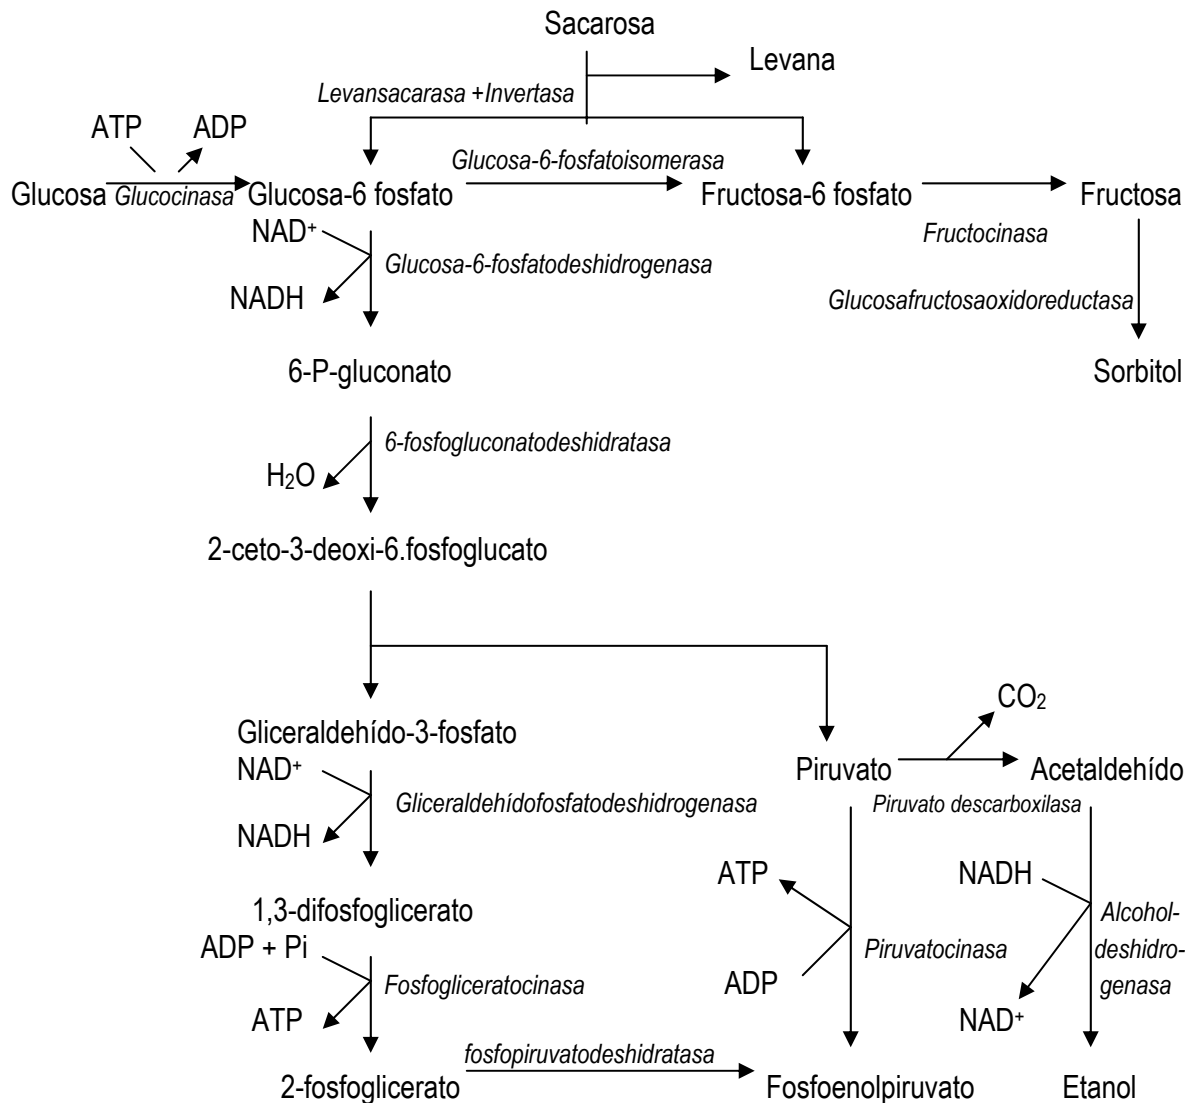 Sacarosa
Levana
Levansacarasa +Invertasa
ATP ADP
Glucosa-6-fosfatoisomerasa
Glucosa Glucocinasa Glucosa-6 fosfato Fructosa-6 fosfato Fructosa
NAD⁺
Fructocinasa
Glucosa-6-fosfatodeshidrogenasa
NADH
Glucosafructosaoxidoreductasa
6-P-gluconato
Sorbitol
6-fosfogluconatodeshidratasa
H₂O
2-ceto-3-deoxi-6.fosfoglucato
CO₂
Gliceraldehído-3-fosfato
NAD⁺
Piruvato Acetaldehído
Gliceraldehídofosfatodeshidrogenasa
Piruvato descarboxilasa
NADH
ATP
NADH
1,3-difosfoglicerato
ADP + Pi
Alcohol-
deshidro-
genasa
Piruvatocinasa
Fosfogliceratocinasa
ADP
ATP
NAD⁺
fosfopiruvatodeshidratasa
2-fosfoglicerato Fosfoenolpiruvato Etanol